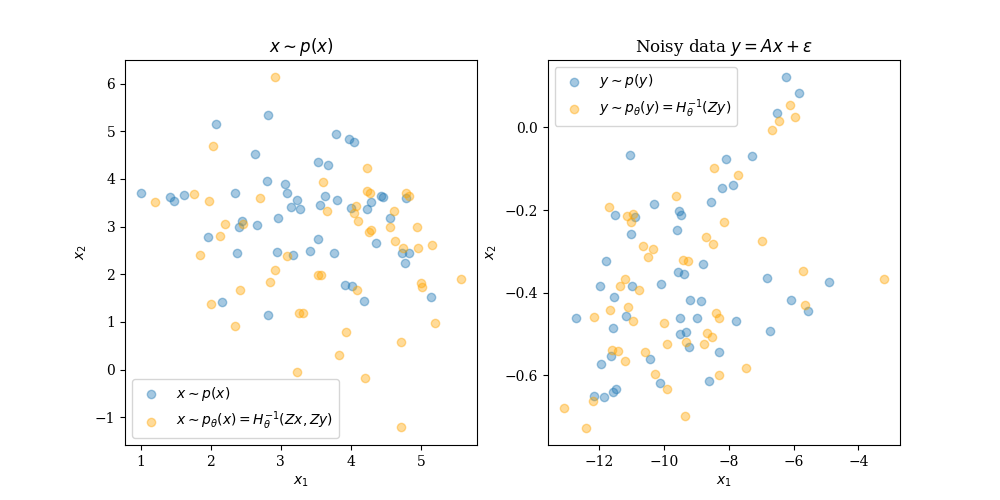 x ∼ p(x)
6
5
4
3
2
1
0
−1
x₂
x ∼ p(x)
x ∼ p_θ(x) = H_θ^{−1}(Zx, Zy)
1 2 3 4 5
x₁
Noisy data y = Ax + ε
y ∼ p(y)
y ∼ p_θ(y) = H_θ^{−1}(Zy)
0.0
−0.2
−0.4
−0.6
x₂
−12 −10 −8 −6 −4
x₁